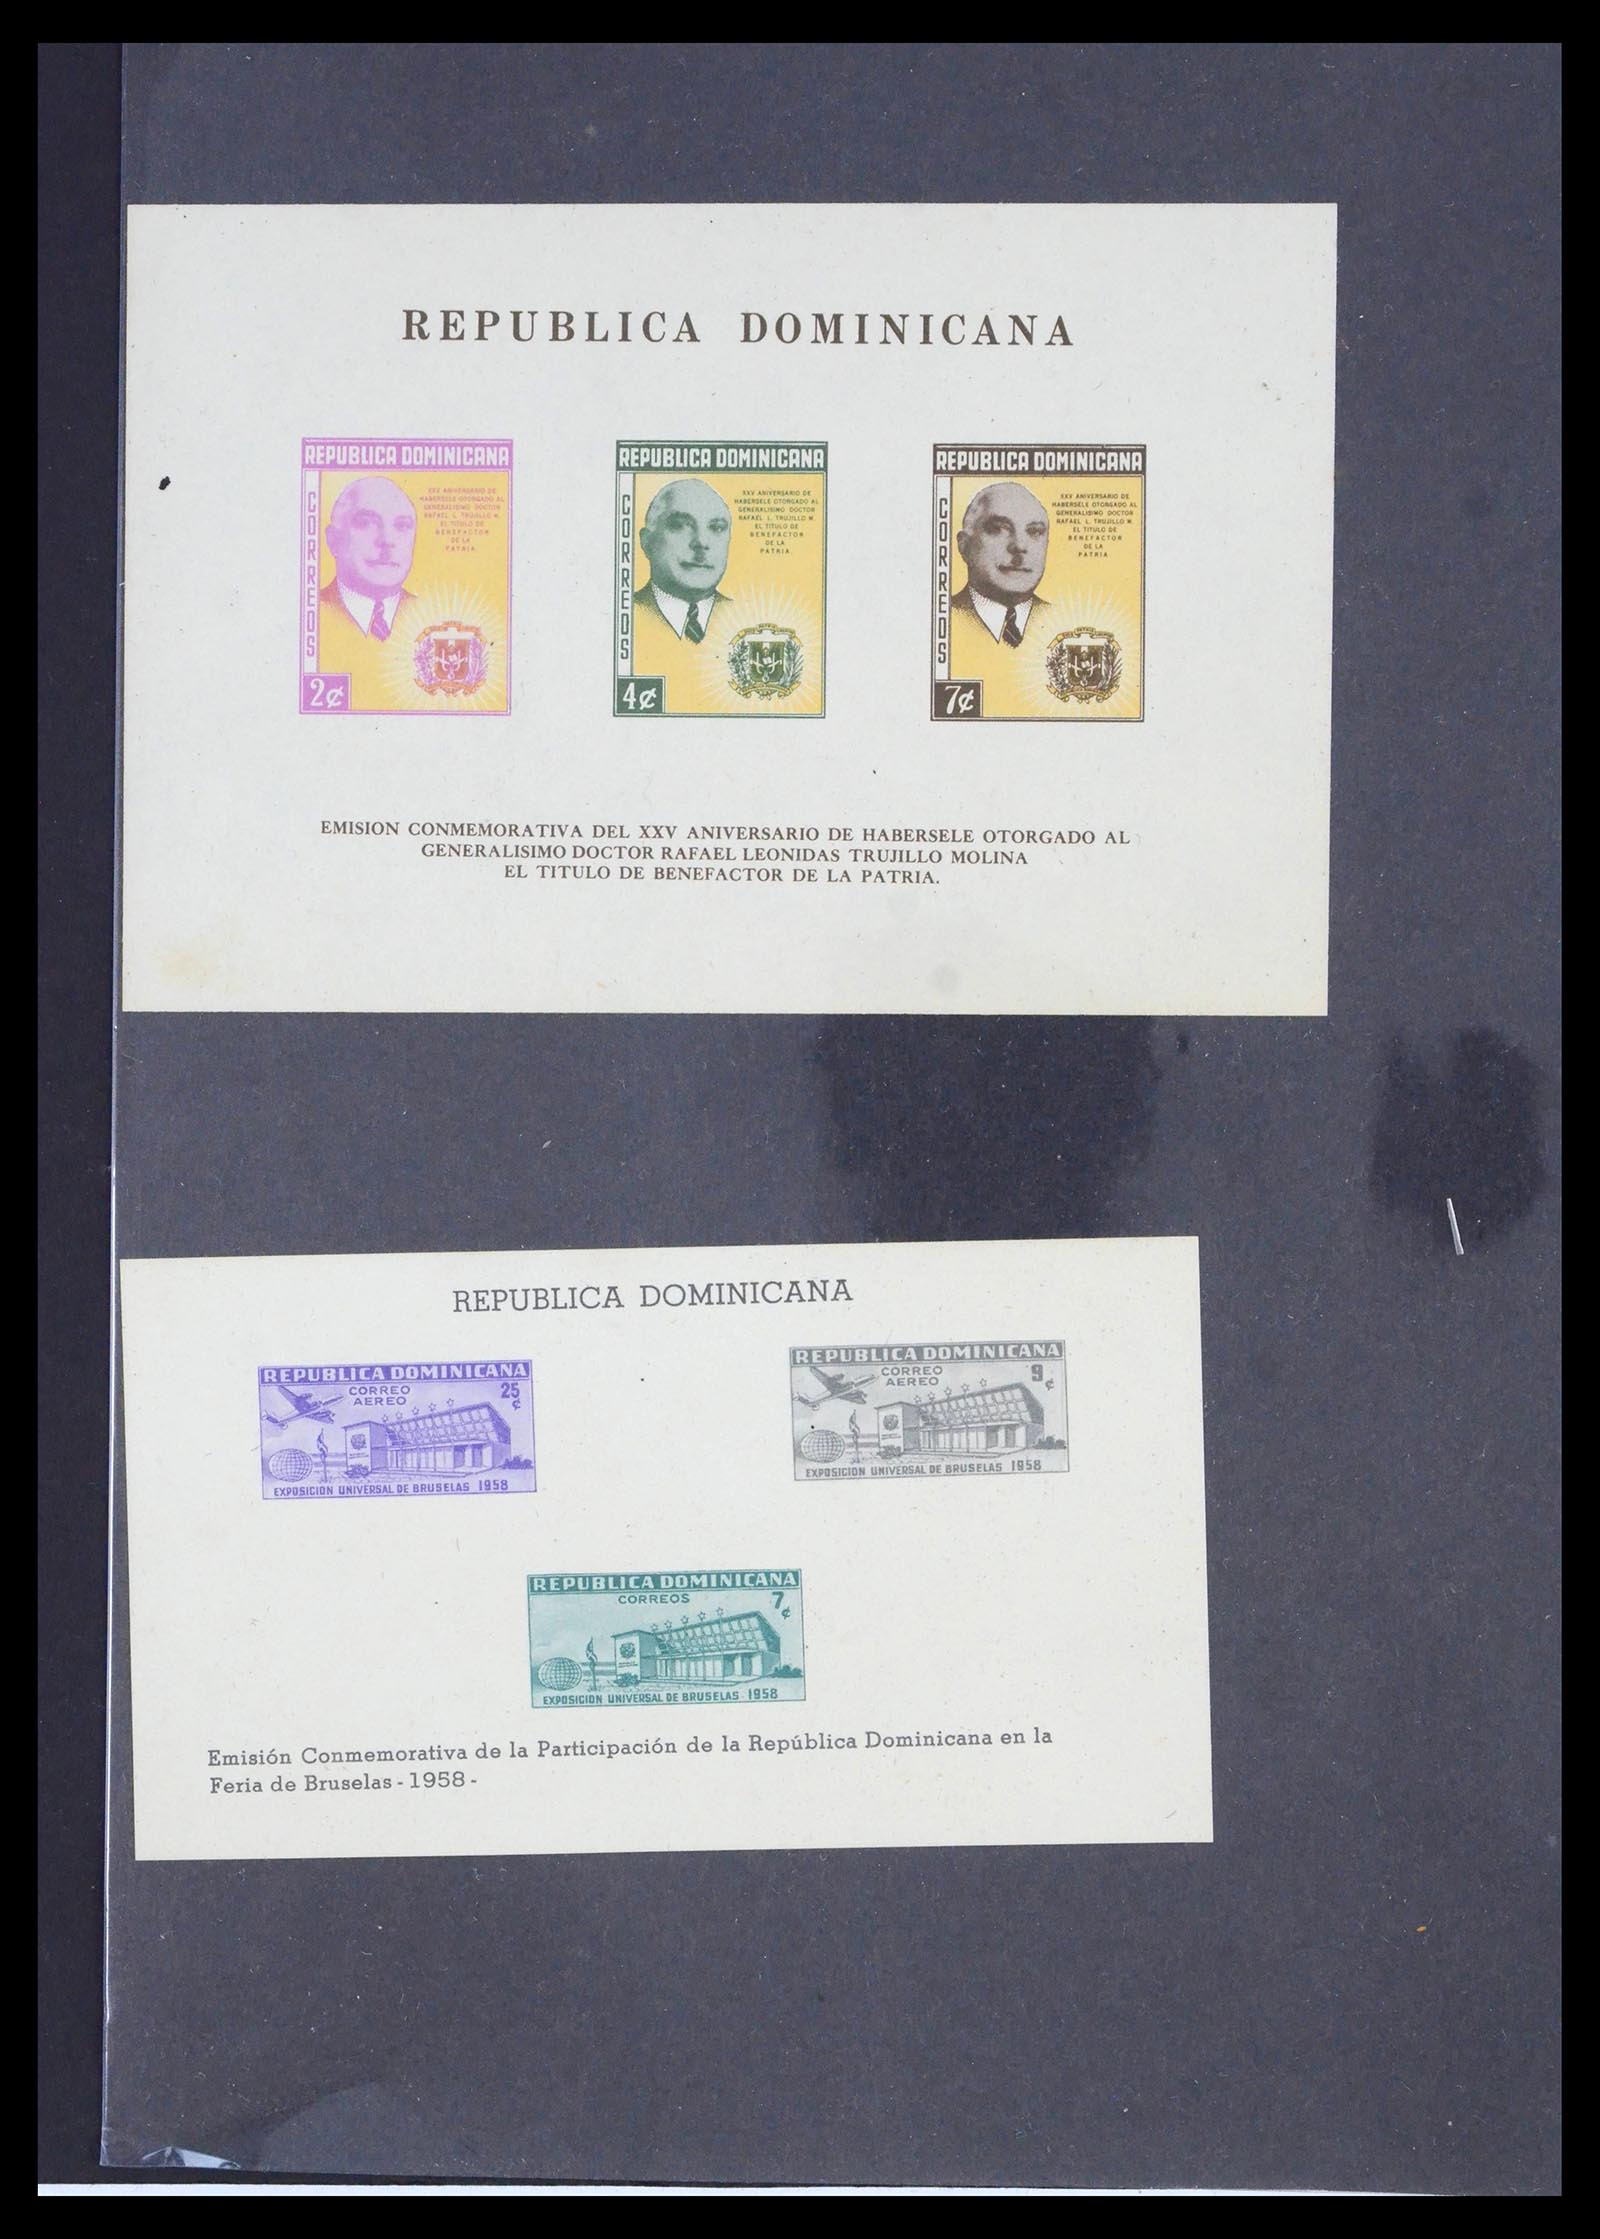 REPUBLICA DOMINICANA
REPUBLICA DOMINICANA
CORREOS
XXV ANIVERSARIO DE
HABERSELE OTORGADO AL
GENERALISIMO DOCTOR
RAFAEL L. TRUJILLO M.
EL TITULO DE
BENEFACTOR
DE LA
PATRIA
2¢
REPUBLICA DOMINICANA
CORREOS
XXV ANIVERSARIO DE
HABERSELE OTORGADO AL
GENERALISIMO DOCTOR
RAFAEL L. TRUJILLO M.
EL TITULO DE
BENEFACTOR
DE LA
PATRIA.
4¢
REPUBLICA DOMINICANA
CORREOS
XXV ANIVERSARIO DE
HABERSELE OTORGADO AL
GENERALISIMO DOCTOR
RAFAEL L. TRUJILLO M.
EL TITULO DE
BENEFACTOR
DE LA
PATRIA
7¢
EMISION CONMEMORATIVA DEL XXV ANIVERSARIO DE HABERSELE OTORGADO AL
GENERALISIMO DOCTOR RAFAEL LEONIDAS TRUJILLO MOLINA
EL TITULO DE BENEFACTOR DE LA PATRIA.
REPUBLICA DOMINICANA
REPUBLICA DOMINICANA
CORREO
AEREO
25¢
EXPOSICION UNIVERSAL DE BRUSELAS 1958
REPUBLICA DOMINICANA
CORREO
AEREO
9¢
EXPOSICION UNIVERSAL DE BRUSELAS 1958
REPUBLICA DOMINICANA
CORREOS
7¢
EXPOSICION UNIVERSAL DE BRUSELAS 1958
Emisión Conmemorativa de la Participación de la República Dominicana en la
Feria de Bruselas - 1958 -